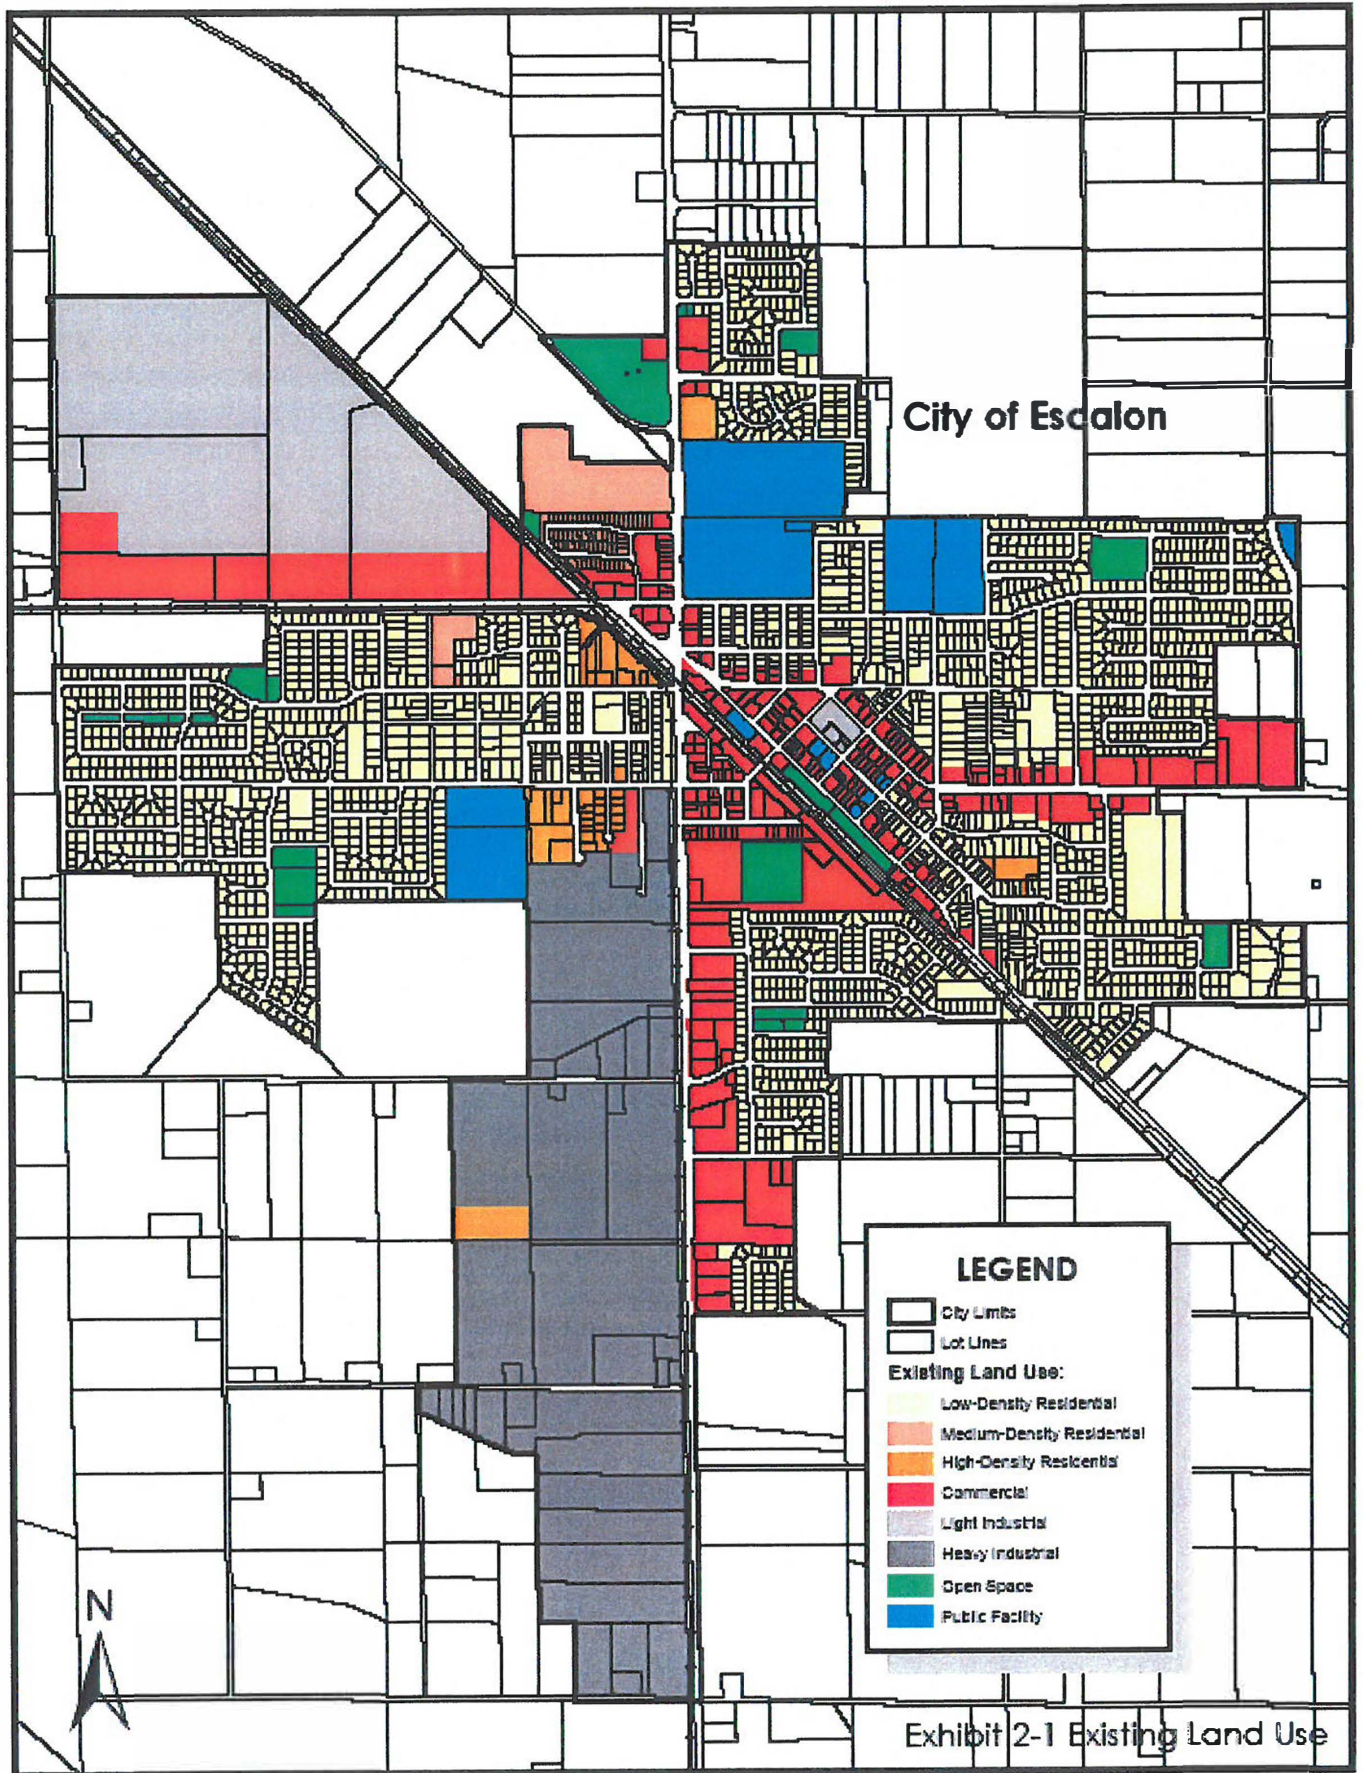 City of Escalon
LEGEND
City Limits
Lot Lines
Existing Land Use:
Low-Density Residential
Medium-Density Residential
High-Density Residential
Commercial
Light Industrial
Heavy Industrial
Open Space
Public Facility
N
Exhibit 2-1 Existing Land Use